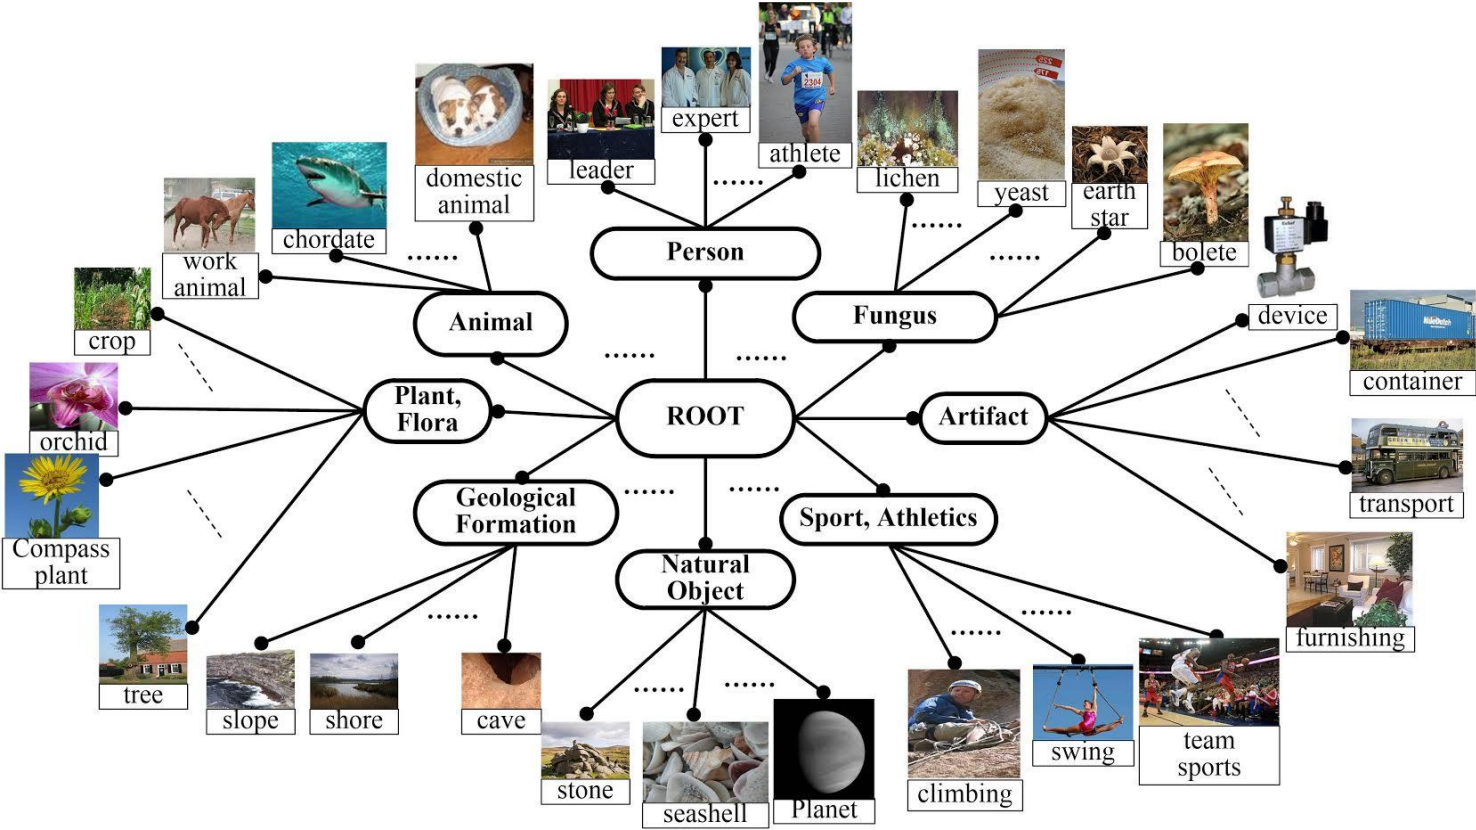 expert
leader
athlete
2304
domestic
animal
chordate
work
animal
lichen
yeast
earth
star
bolete
Person
Animal
Fungus
device
container
crop
orchid
Compass
plant
tree
Plant,
Flora
ROOT
Artifact
transport
furnishing
Geological
Formation
Sport, Athletics
Natural
Object
slope
shore
cave
stone
seashell
Planet
climbing
swing
team
sports